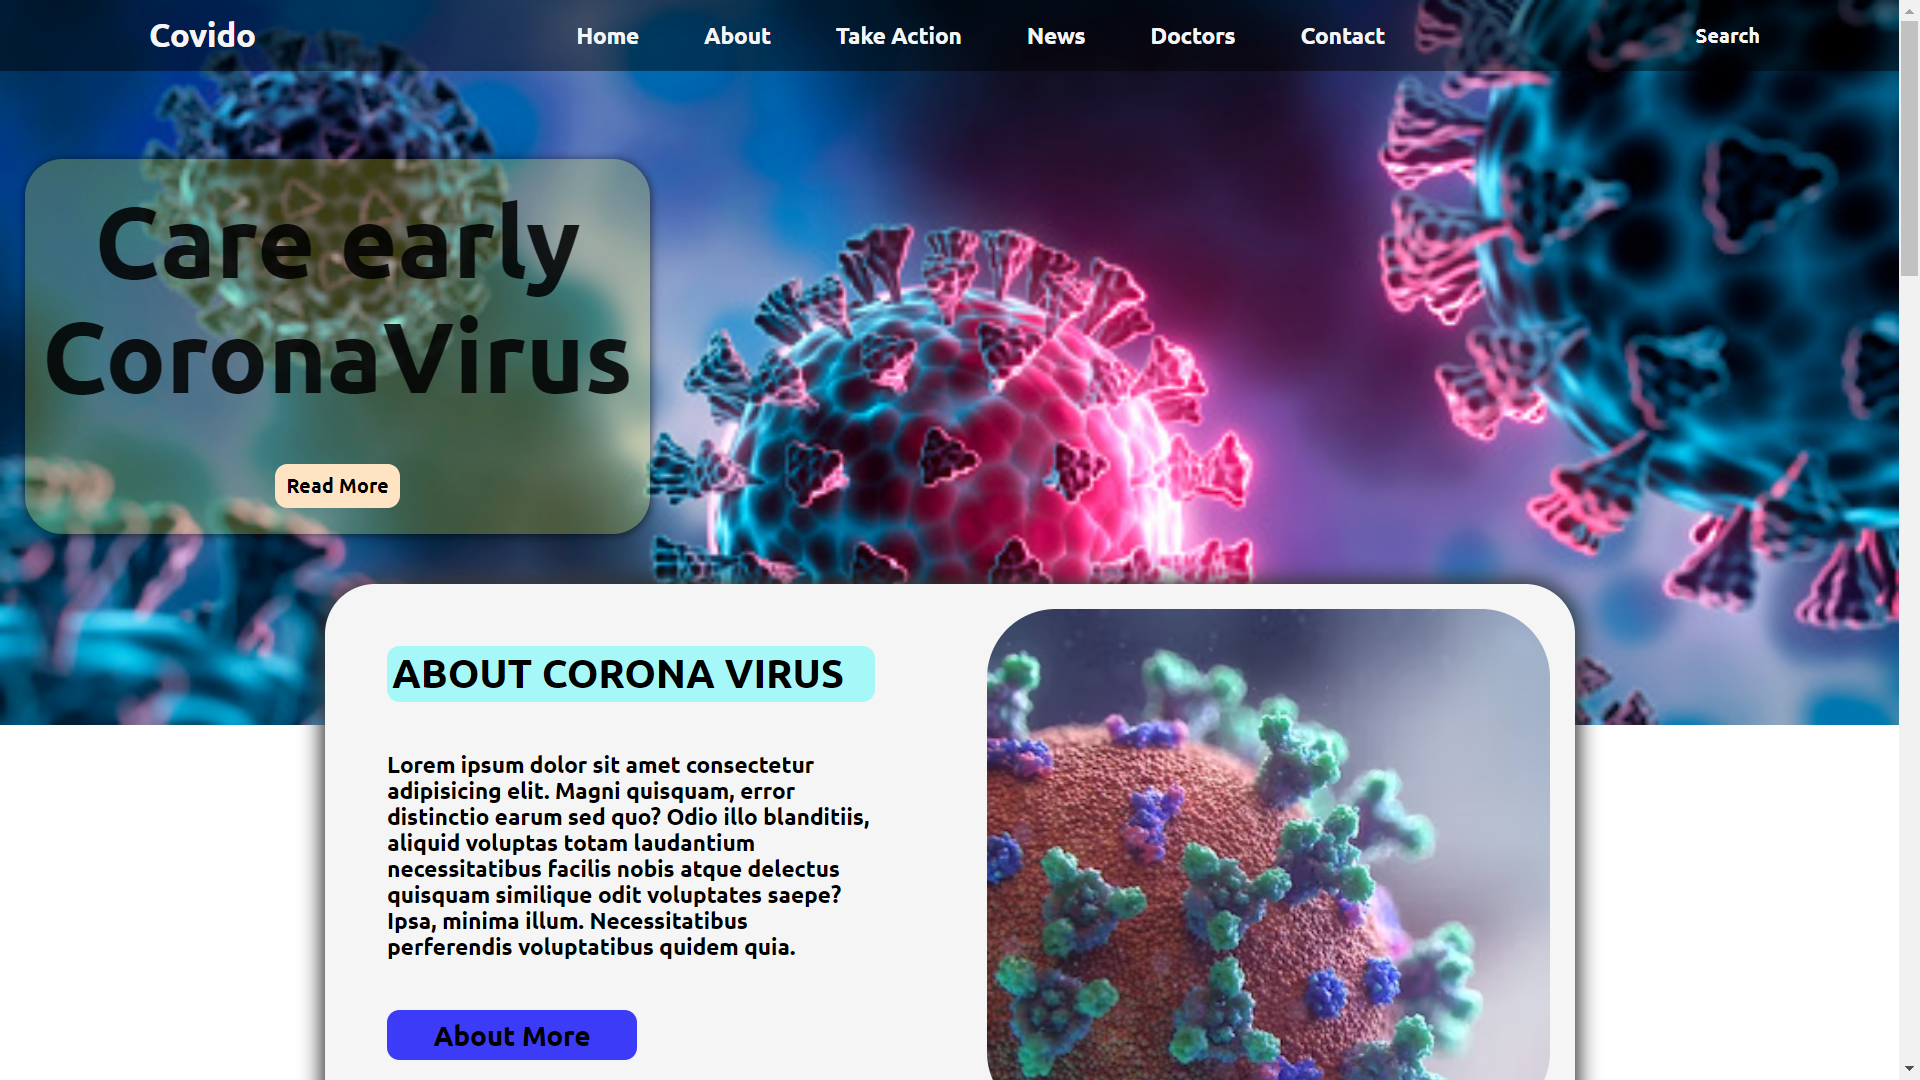 Covido
Home
About
Take Action
News
Doctors
Contact
Search
Care early
CoronaVirus
Read More
ABOUT CORONA VIRUS
Lorem ipsum dolor sit amet consectetur
adipisicing elit. Magni quisquam, error
distinctio earum sed quo? Odio illo blanditiis,
aliquid voluptas totam laudantium
necessitatibus facilis nobis atque delectus
quisquam similique odit voluptates saepe?
Ipsa, minima illum. Necessitatibus
perferendis voluptatibus quidem quia.
About More